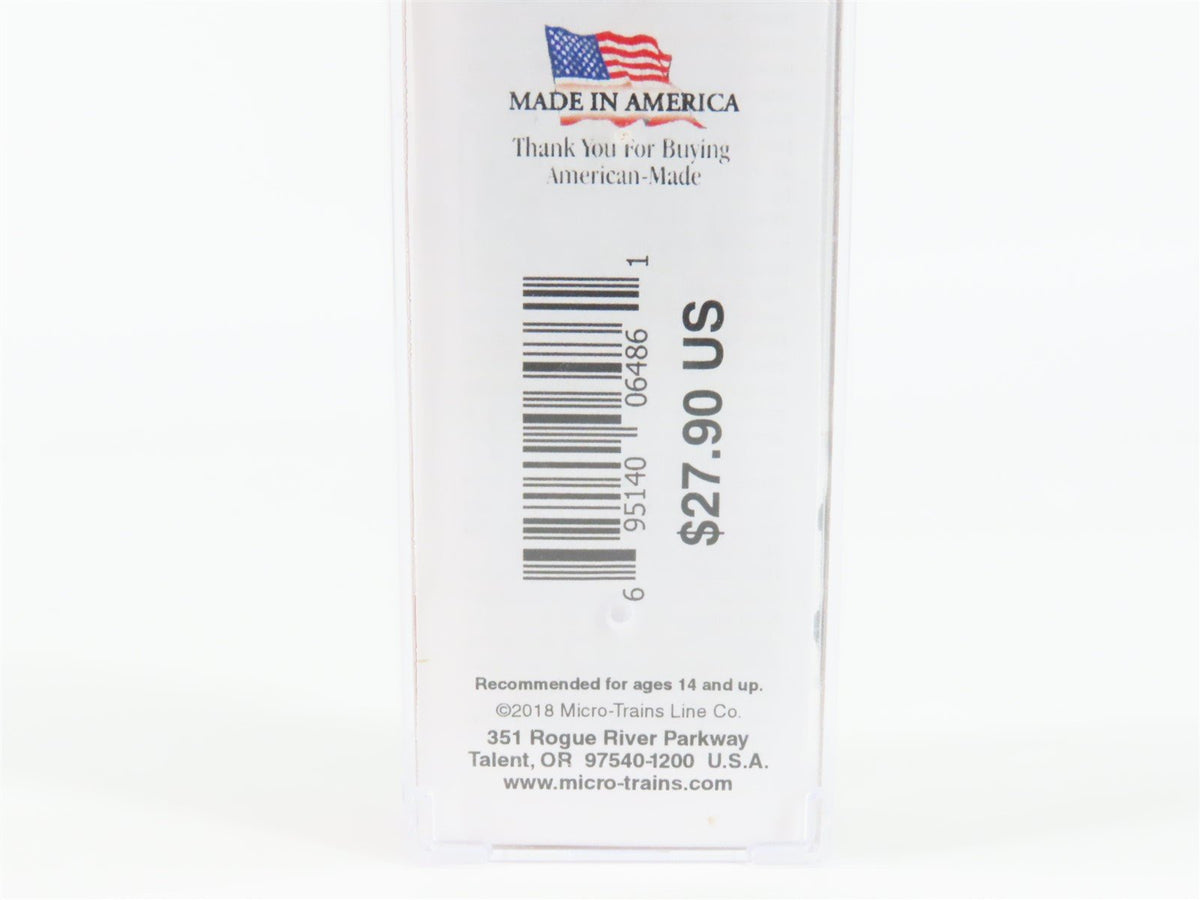 MADE IN AMERICA
Thank You For Buying
American-Made
6 95140 06486 1
$27.90 US
Recommended for ages 14 and up.
©2018 Micro-Trains Line Co.
351 Rogue River Parkway
Talent, OR 97540-1200 U.S.A.
www.micro-trains.com